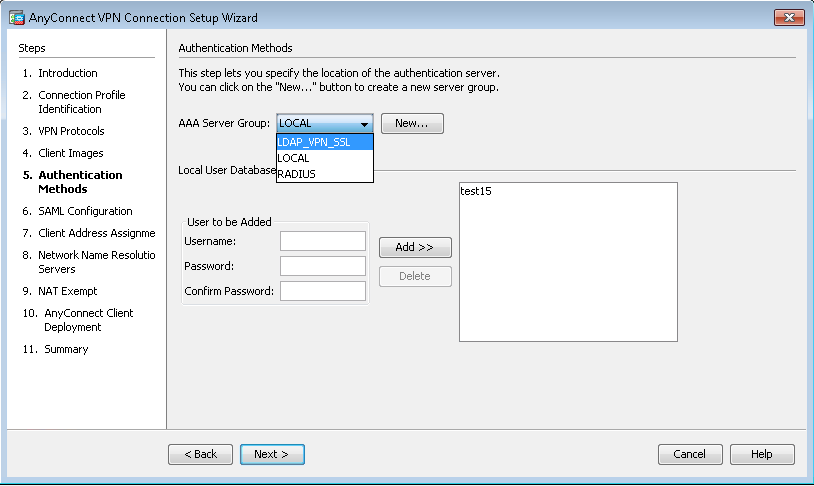 AnyConnect VPN Connection Setup Wizard
Steps
1. Introduction
2. Connection Profile
Identification
3. VPN Protocols
4. Client Images
5. Authentication
Methods
6. SAML Configuration
7. Client Address Assignme
8. Network Name Resolutio
Servers
9. NAT Exempt
10. AnyConnect Client
Deployment
11. Summary
Authentication Methods
This step lets you specify the location of the authentication server.
You can click on the "New..." button to create a new server group.
AAA Server Group: LOCAL New...
LDAP_VPN_SSL
LOCAL
RADIUS
Local User Database
test15
User to be Added
Username:
Password:
Confirm Password:
Add >>
Delete
< Back Next > Cancel Help